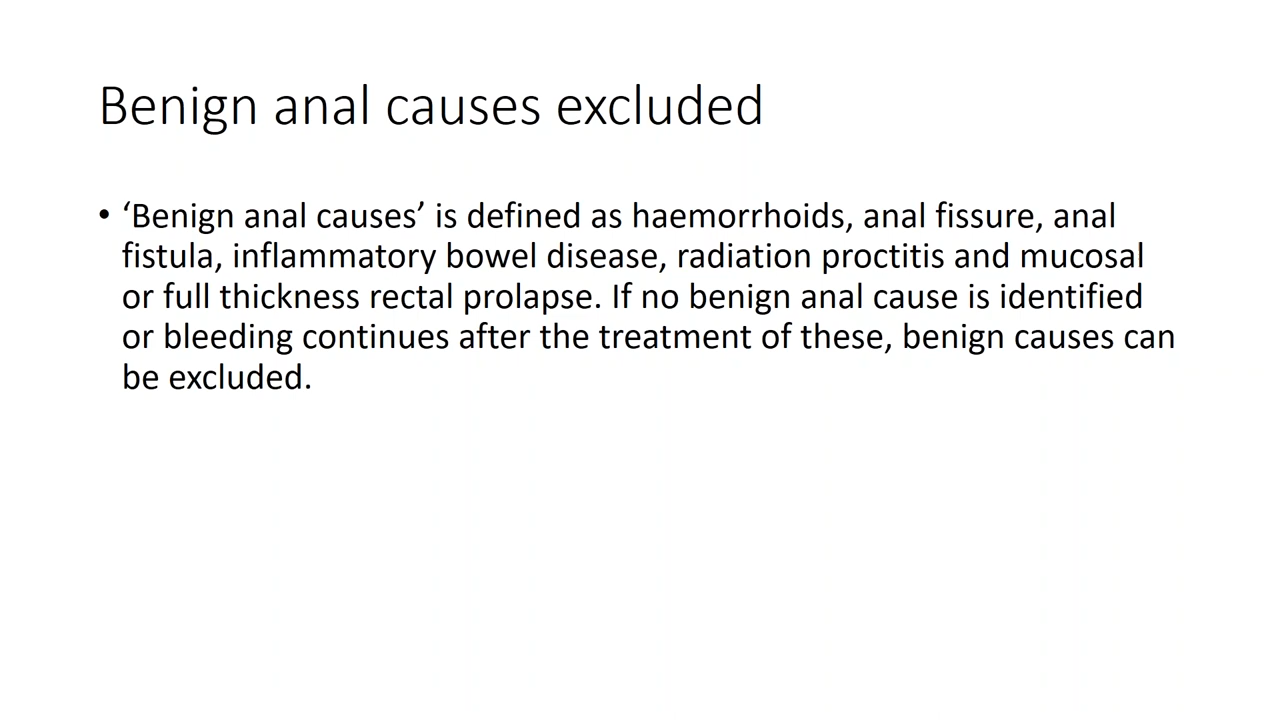 Benign anal causes excluded
• ‘Benign anal causes’ is defined as haemorrhoids, anal fissure, anal
fistula, inflammatory bowel disease, radiation proctitis and mucosal
or full thickness rectal prolapse. If no benign anal cause is identified
or bleeding continues after the treatment of these, benign causes can
be excluded.